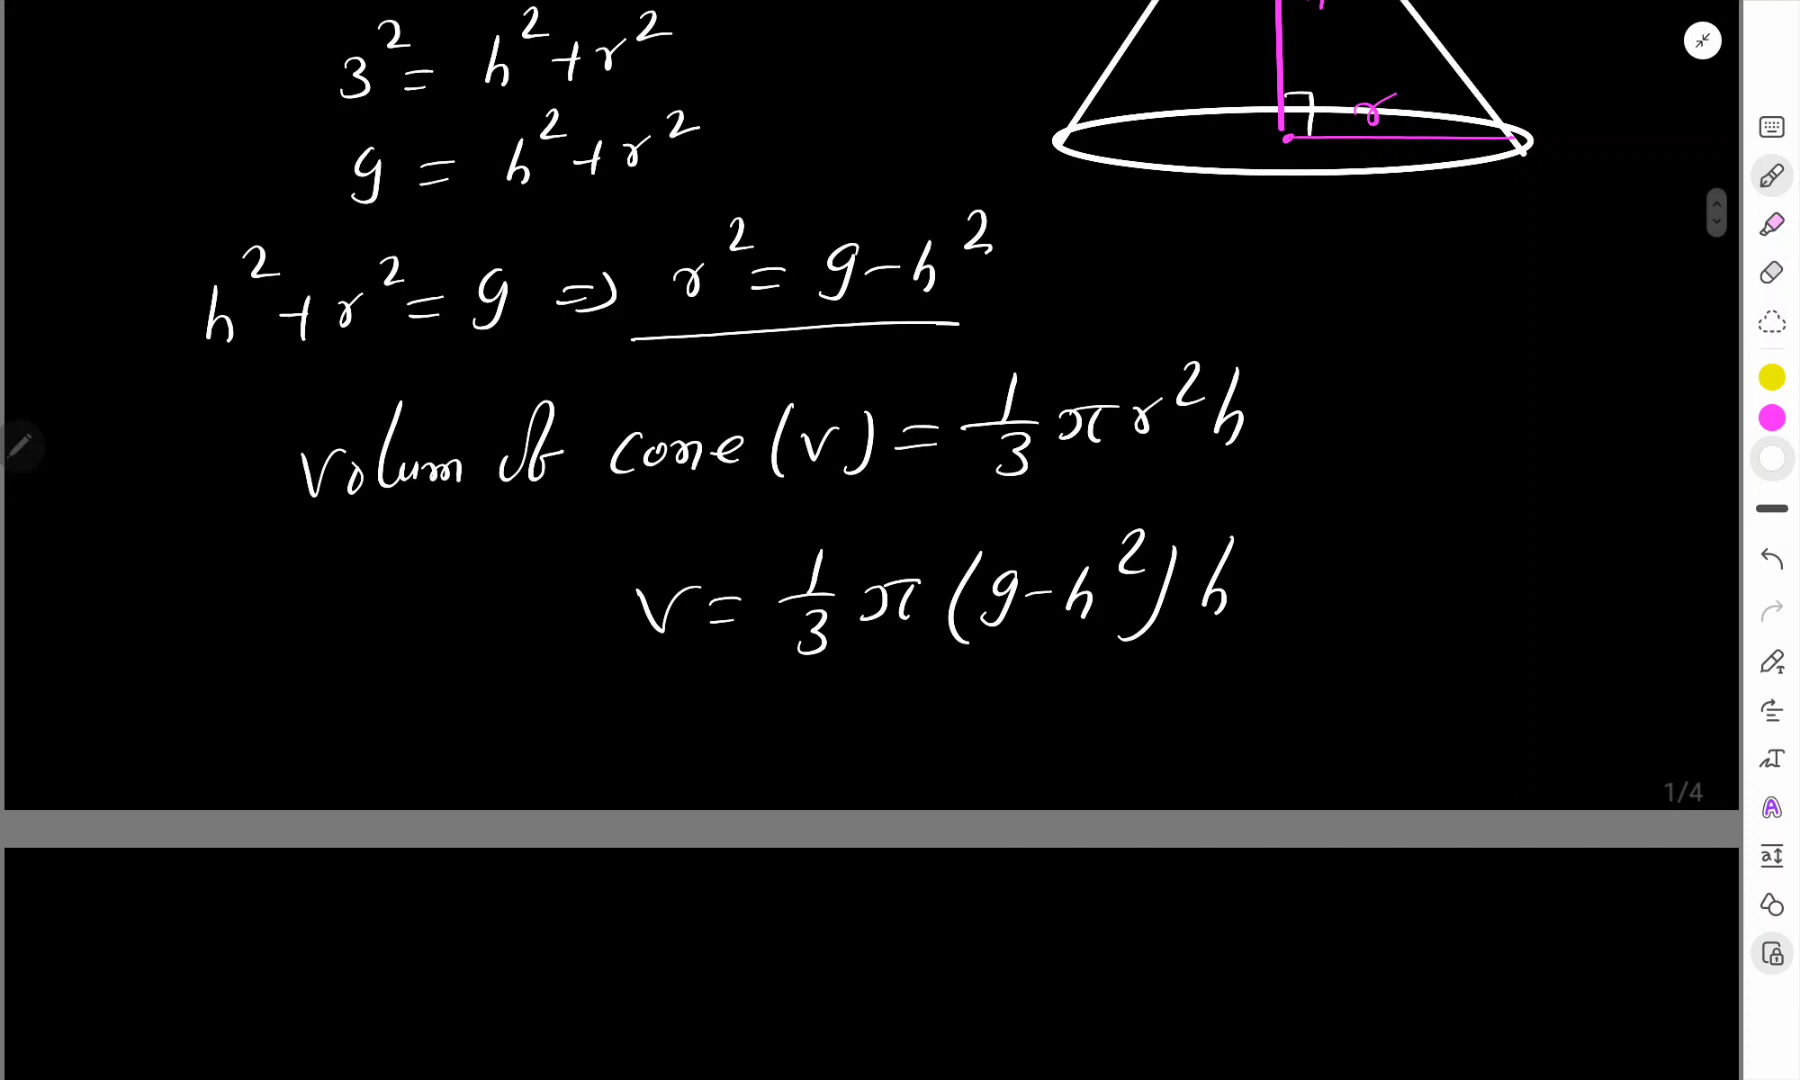 3² = h² + r²
9 = h² + r²
r
h² + r² = 9 ⇒ r² = 9 - h²
Volum of cone (v) = 1/3 π r² h
V = 1/3 π (9 - h²) h
1/4